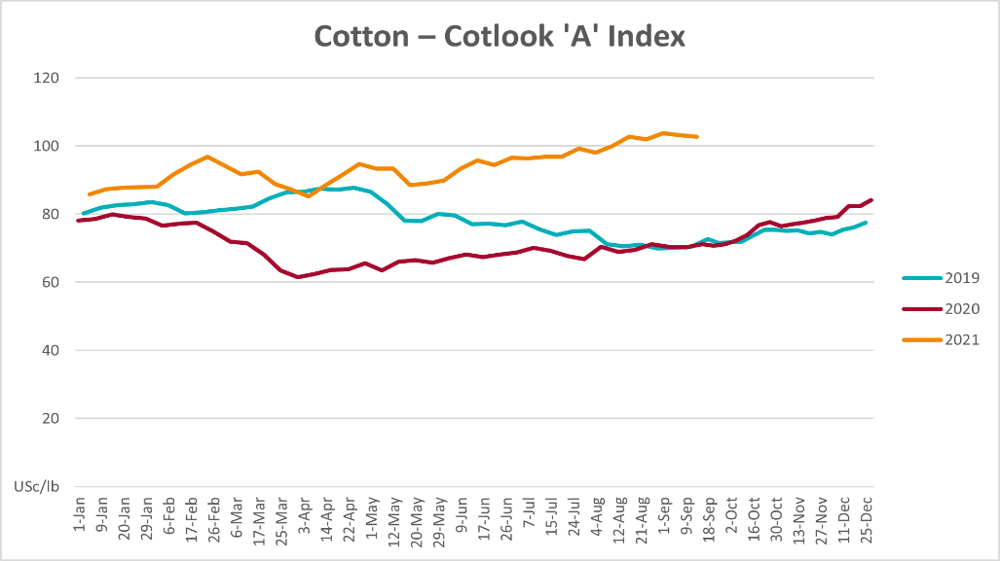 Cotton – Cotlook 'A' Index
120
100
80
60
40
20
USc/lb
1-Jan
9-Jan
20-Jan
29-Jan
6-Feb
17-Feb
26-Feb
6-Mar
17-Mar
25-Mar
3-Apr
14-Apr
22-Apr
1-May
12-May
20-May
29-May
9-Jun
17-Jun
26-Jun
7-Jul
15-Jul
24-Jul
4-Aug
12-Aug
21-Aug
1-Sep
9-Sep
18-Sep
2-Oct
16-Oct
30-Oct
13-Nov
27-Nov
11-Dec
25-Dec
2019
2020
2021